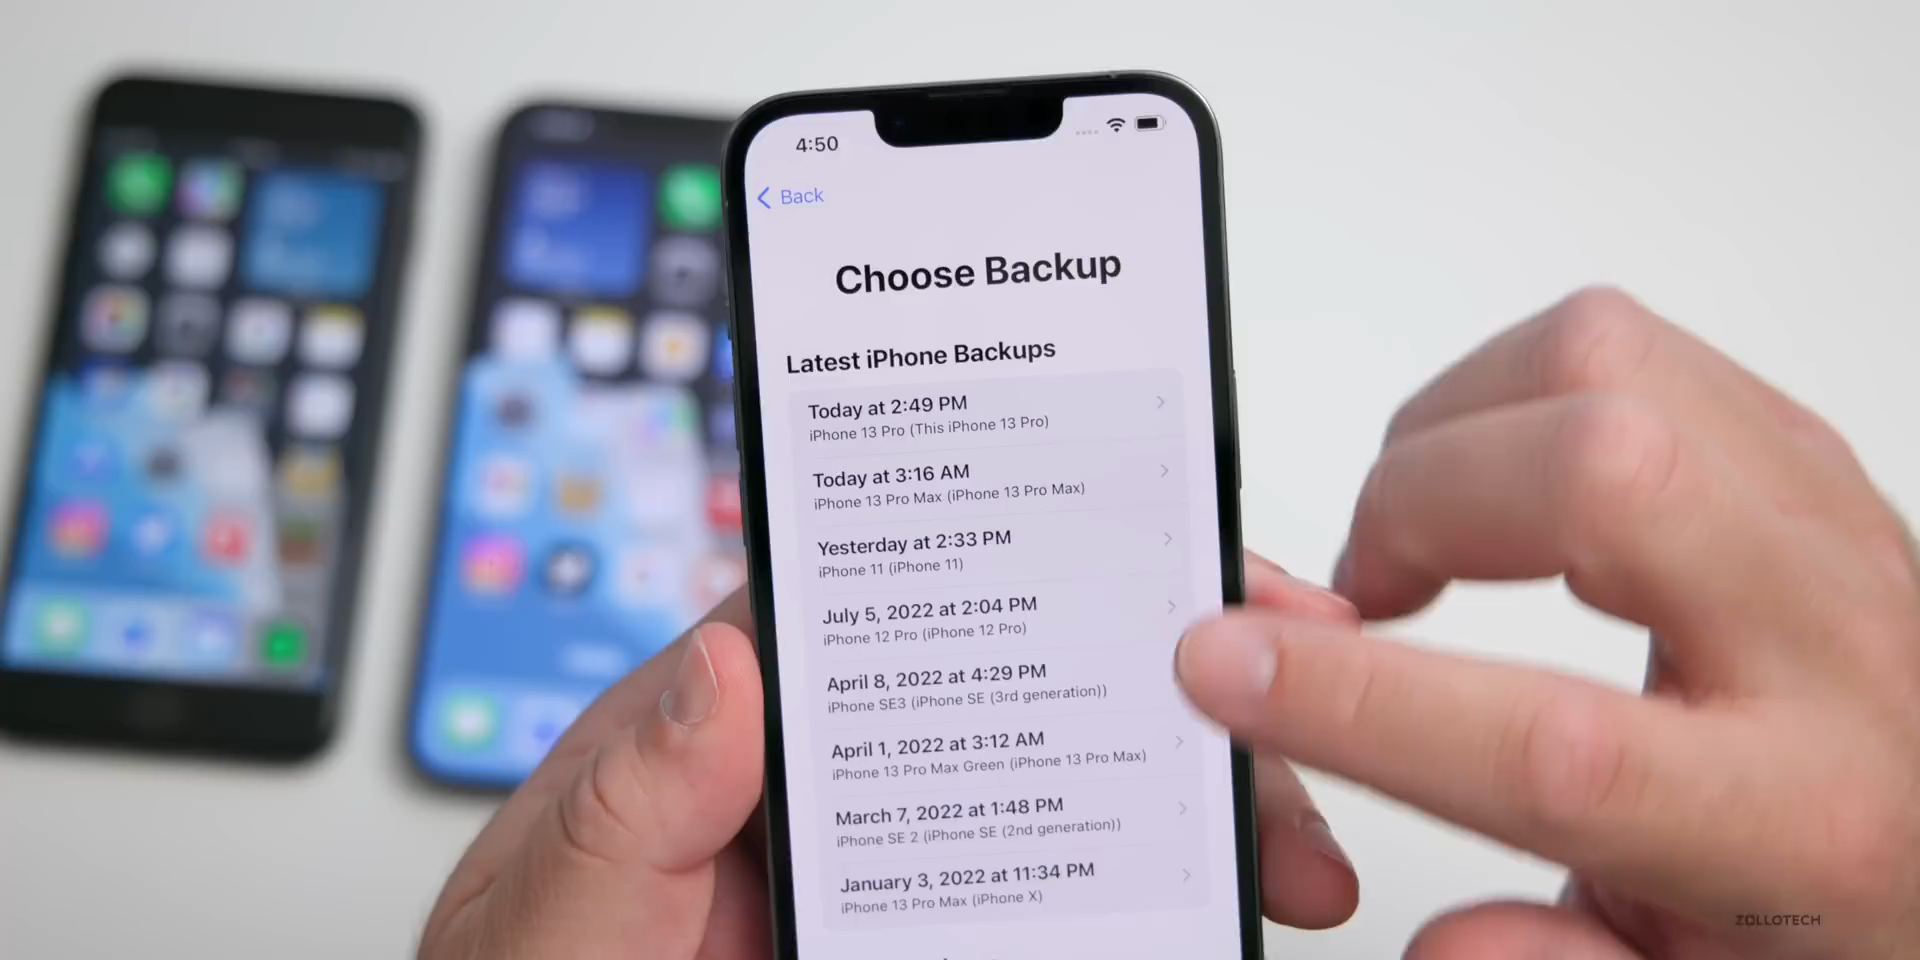 4:50
Back
Choose Backup
Latest iPhone Backups
Today at 2:49 PM
iPhone 13 Pro (This iPhone 13 Pro)
Today at 3:16 AM
iPhone 13 Pro Max (iPhone 13 Pro Max)
Yesterday at 2:33 PM
iPhone 11 (iPhone 11)
July 5, 2022 at 2:04 PM
iPhone 12 Pro (iPhone 12 Pro)
April 8, 2022 at 4:29 PM
iPhone SE3 (iPhone SE (3rd generation))
April 1, 2022 at 3:12 AM
iPhone 13 Pro Max Green (iPhone 13 Pro Max)
March 7, 2022 at 1:48 PM
iPhone SE 2 (iPhone SE (2nd generation))
January 3, 2022 at 11:34 PM
iPhone 13 Pro Max (iPhone X)
ZOLLOTECH